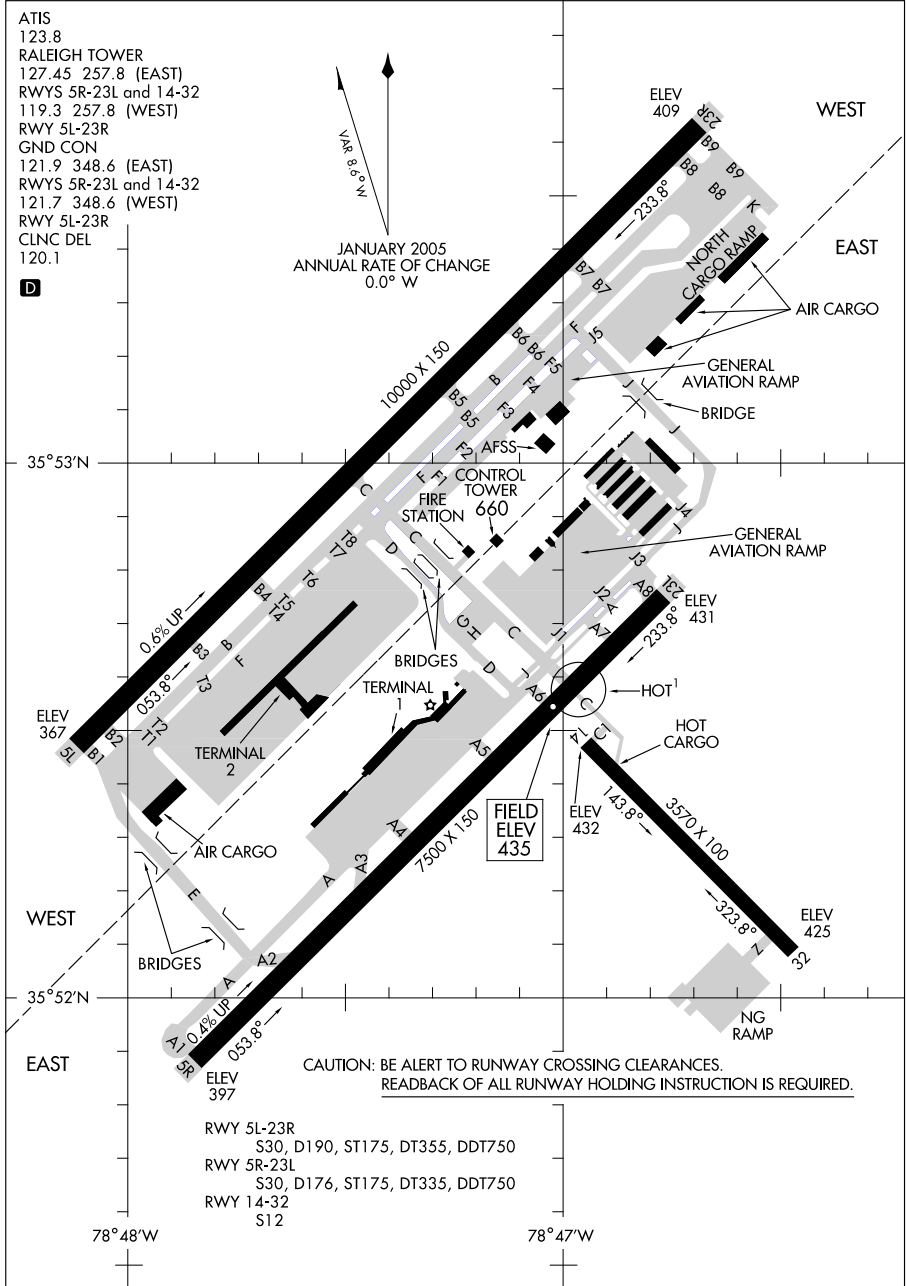 ATIS
123.8
RALEIGH TOWER
127.45 257.8 (EAST)
RWYS 5R-23L and 14-32
119.3 257.8 (WEST)
RWY 5L-23R
GND CON
121.9 348.6 (EAST)
RWYS 5R-23L and 14-32
121.7 348.6 (WEST)
RWY 5L-23R
CLNC DEL
120.1
D
VAR 8.6° W
JANUARY 2005
ANNUAL RATE OF CHANGE
0.0° W
ELEV
409
23R
WEST
B9
B9
B8
B8
K
233.8°
EAST
NORTH
CARGO RAMP
AIR CARGO
B7 B7
F
J5
B6 B6 F5
GENERAL
AVIATION RAMP
10000 X 150
B
F4
J
B5
B5
F3
BRIDGE
F2
AFSS
J
35°53'N
F
F1
CONTROL
TOWER
660
C
FIRE
STATION
J4
J
T8
T7
D
C
GENERAL
AVIATION RAMP
J3
T6
A8
23L
ELEV
431
B4
T5
T4
J2
A
0.6% UP
G
H
C
J1
A7
233.8°
B3
B
F
BRIDGES
D
J
053.8°
T3
TERMINAL
1
A6
C
HOT1
ELEV
367
5L
B1
B2
T2
T1
TERMINAL
2
A5
14
C1
HOT
CARGO
FIELD
ELEV
435
ELEV
432
143.8°
3570 X 100
AIR CARGO
A4
7500 X 150
A3
A
E
323.8°
ELEV
425
WEST
BRIDGES
A2
Z
32
A
35°52'N
0.4% UP
NG
RAMP
A1
5R
053.8°
EAST
ELEV
397
CAUTION: BE ALERT TO RUNWAY CROSSING CLEARANCES.
READBACK OF ALL RUNWAY HOLDING INSTRUCTION IS REQUIRED.
RWY 5L-23R
S30, D190, ST175, DT355, DDT750
RWY 5R-23L
S30, D176, ST175, DT335, DDT750
RWY 14-32
S12
78°48'W
78°47'W